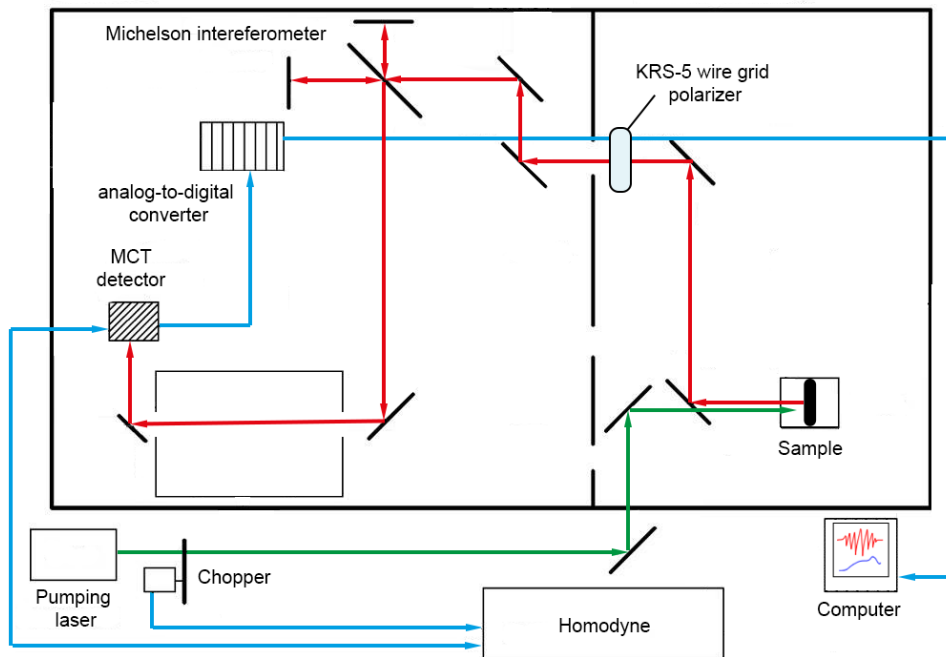 Michelson intereferometer
KRS-5 wire grid
polarizer
analog-to-digital
converter
MCT
detector
Sample
Pumping
laser
Chopper
Homodyne
Computer